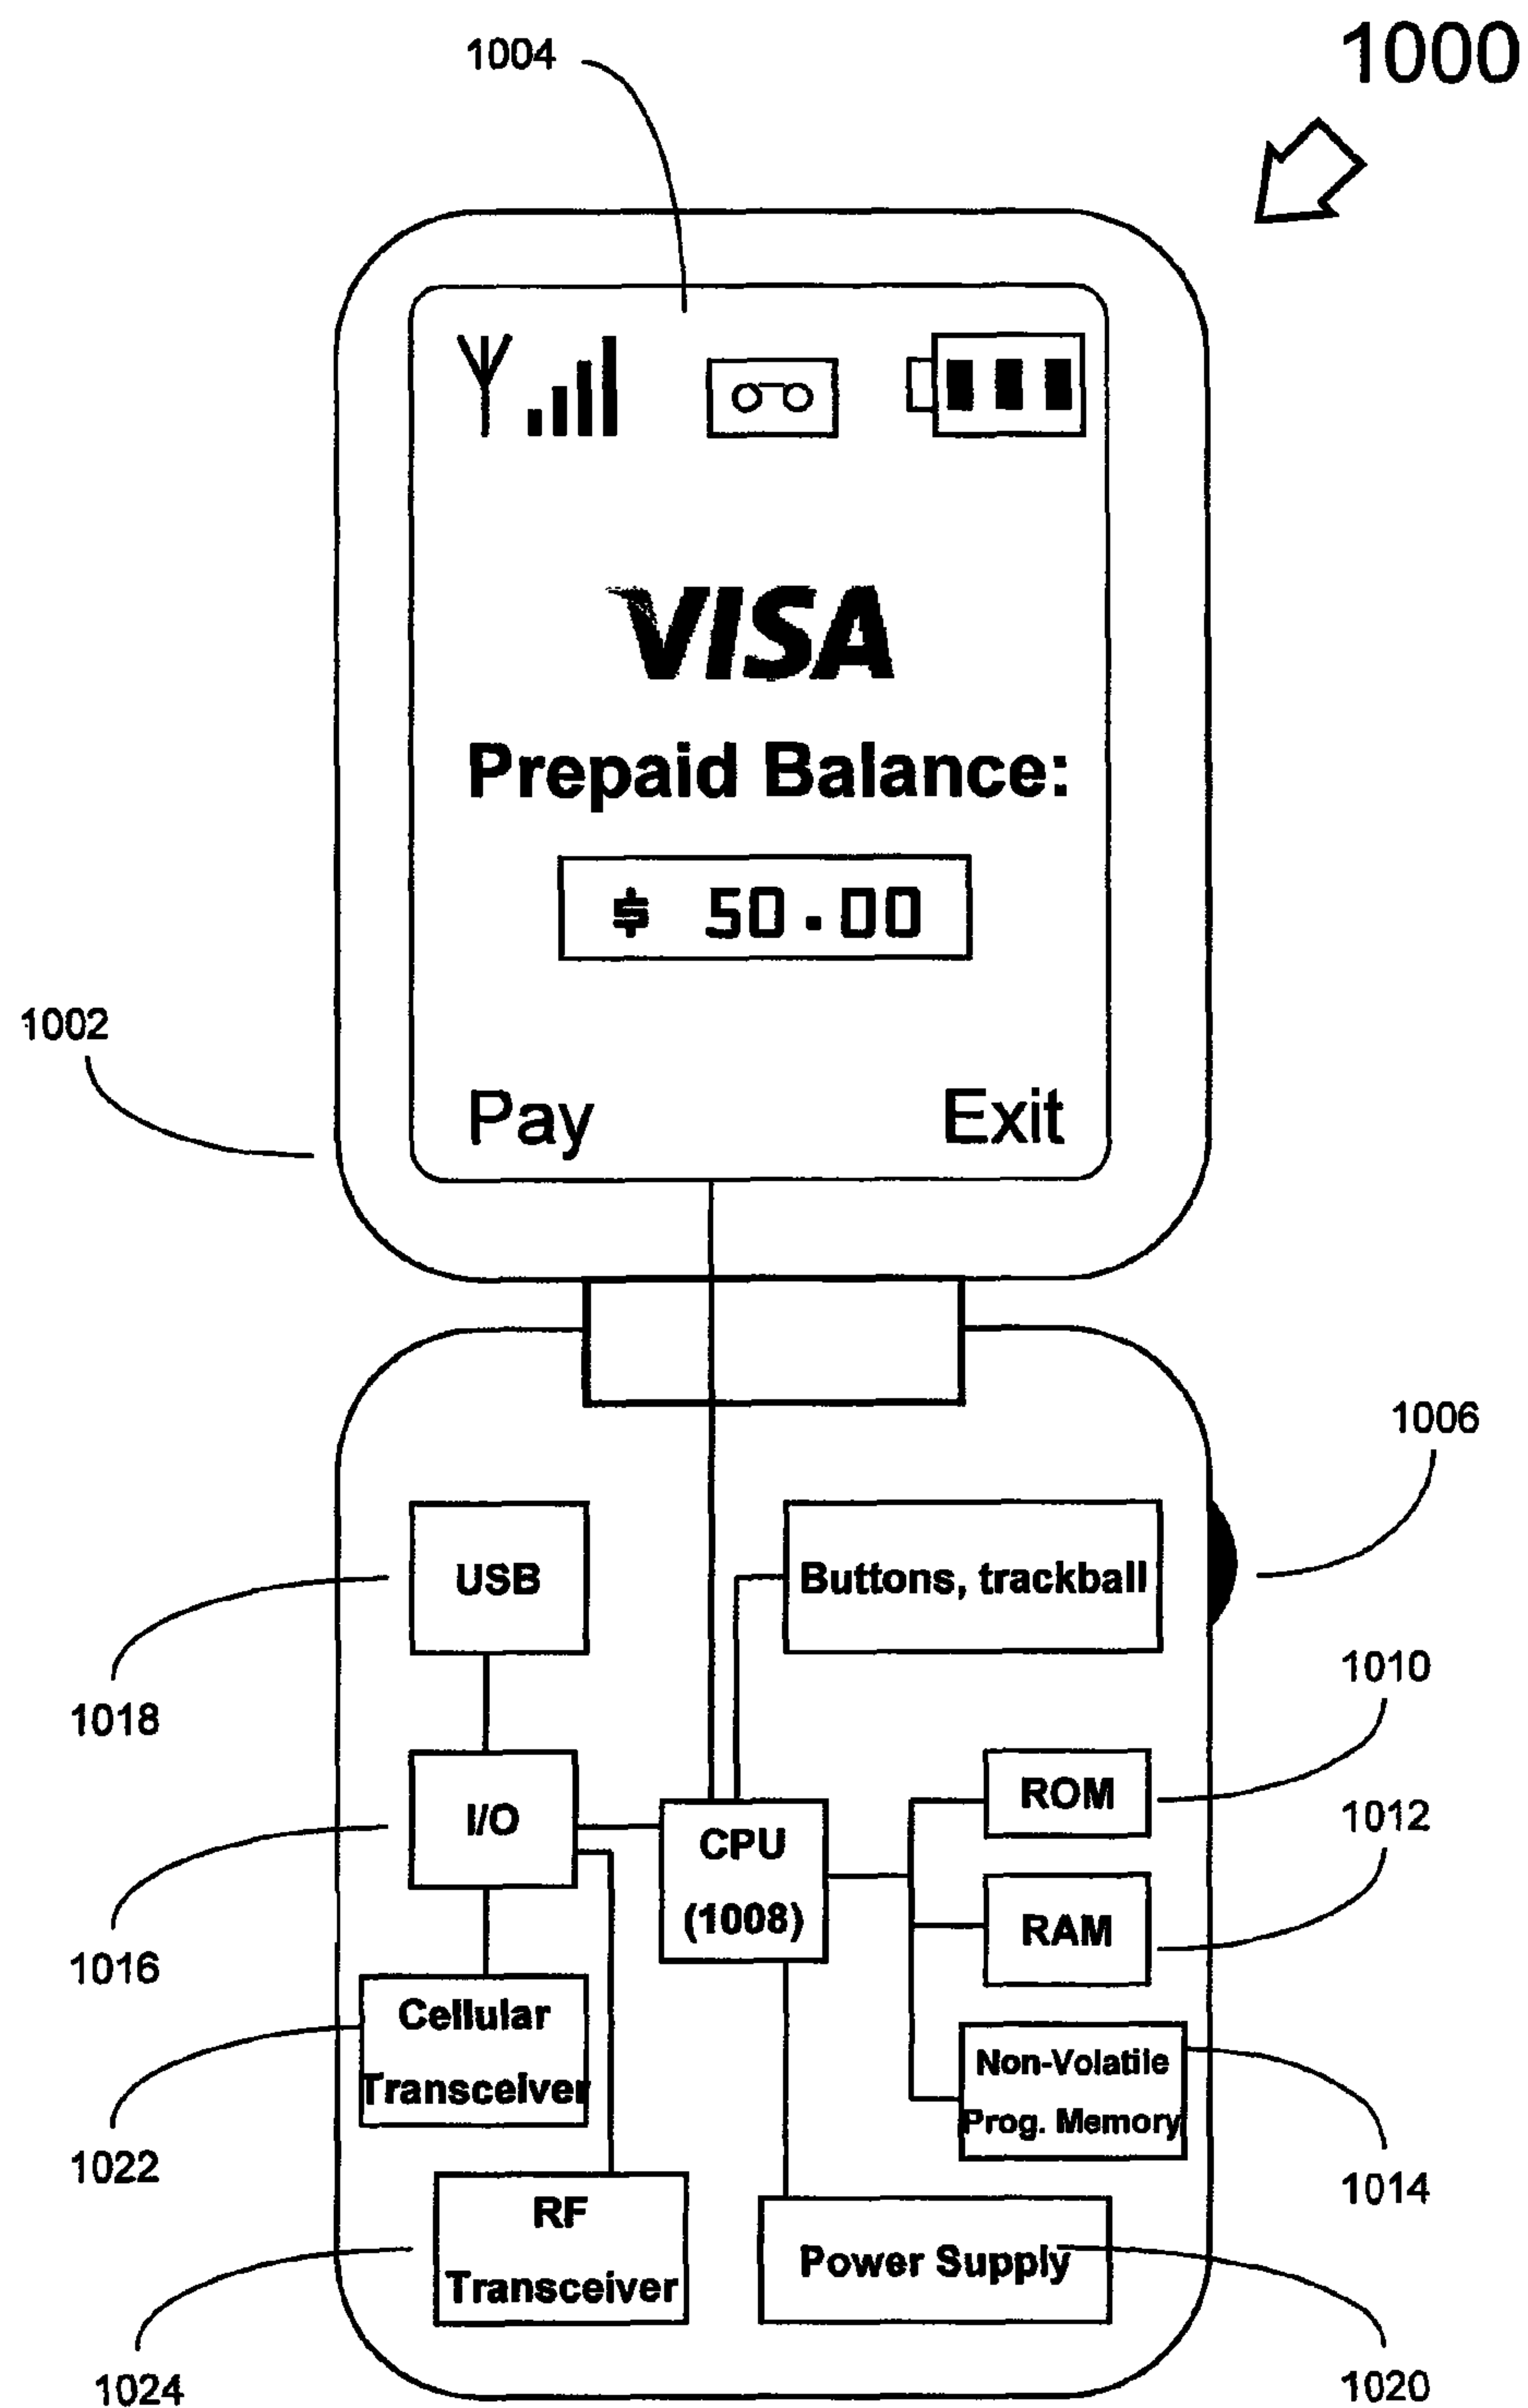 1000
1004
VISA
Prepaid Balance:
$ 50.00
1002
Pay Exit
1006
USB
Buttons, trackball
1018
1010
ROM
I/O
CPU
(1008)
1012
RAM
1016
Cellular
Transceiver
Non-Volatile
Prog. Memory
1022
1014
RF
Transceiver
Power Supply
1024
1020